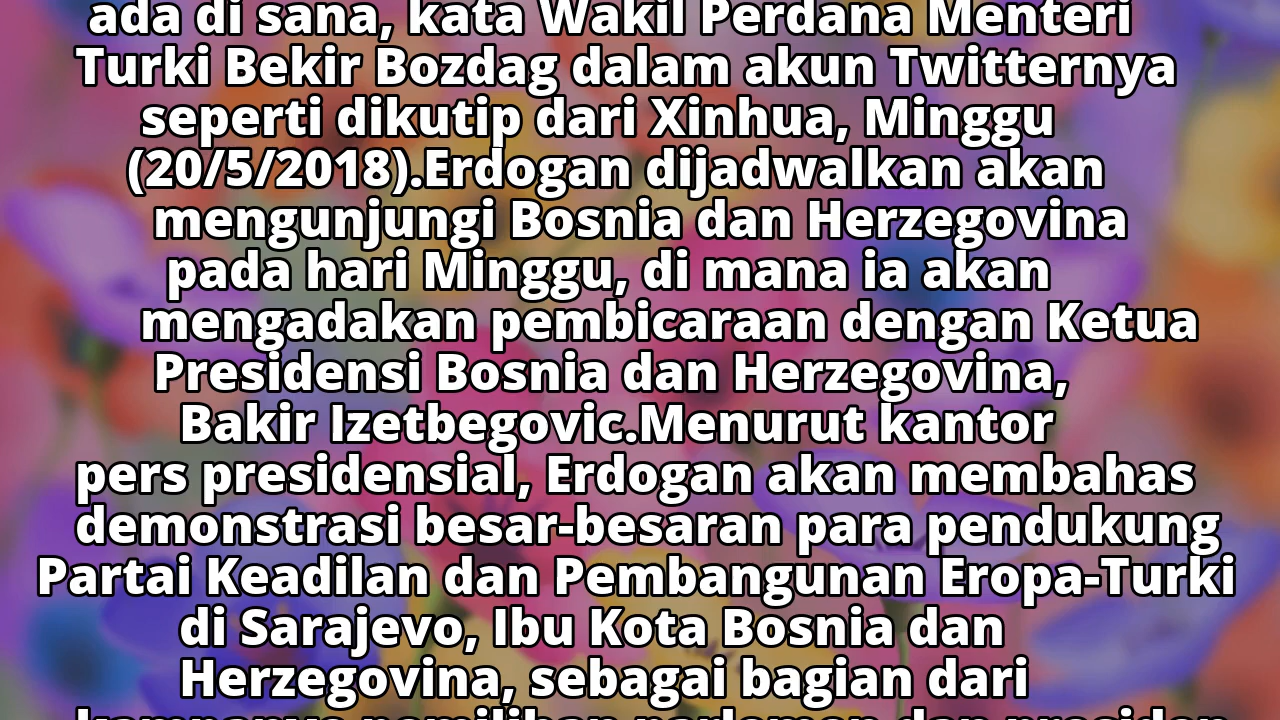 ada di sana, kata Wakil Perdana Menteri
Turki Bekir Bozdag dalam akun Twitternya
seperti dikutip dari Xinhua, Minggu
(20/5/2018).Erdogan dijadwalkan akan
mengunjungi Bosnia dan Herzegovina
pada hari Minggu, di mana ia akan
mengadakan pembicaraan dengan Ketua
Presidensi Bosnia dan Herzegovina,
Bakir Izetbegovic.Menurut kantor
pers presidensial, Erdogan akan membahas
demonstrasi besar-besaran para pendukung
Partai Keadilan dan Pembangunan Eropa-Turki
di Sarajevo, Ibu Kota Bosnia dan
Herzegovina, sebagai bagian dari